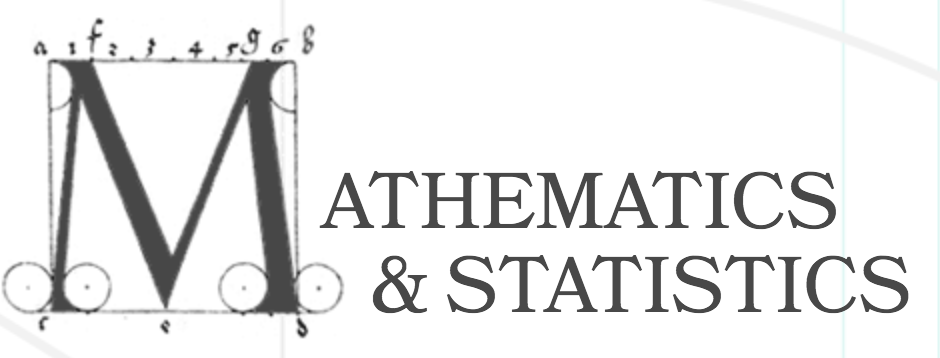 a 1 f 2 3 4 5 g 6 b
MATHEMATICS
& STATISTICS
c e d